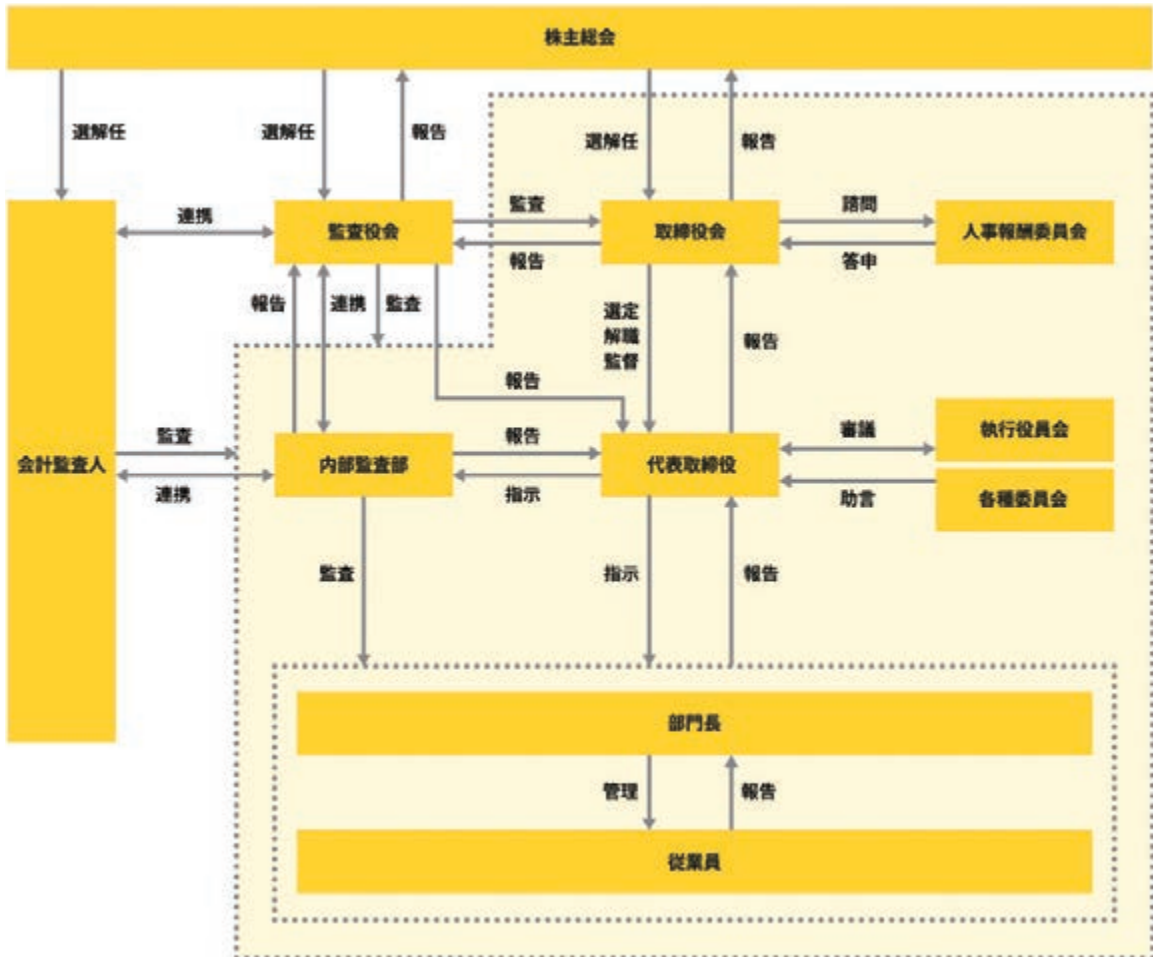 株主総会
選解任
選解任
報告
選解任
報告
連携
監査役会
監査
報告
取締役会
諮問
答申
人事報酬委員会
報告
連携
監査
選定
解職
監督
報告
報告
会計監査人
監査
連携
内部監査部
報告
指示
代表取締役
審議
執行役員会
助言
各種委員会
監査
指示
報告
部門長
管理
報告
従業員